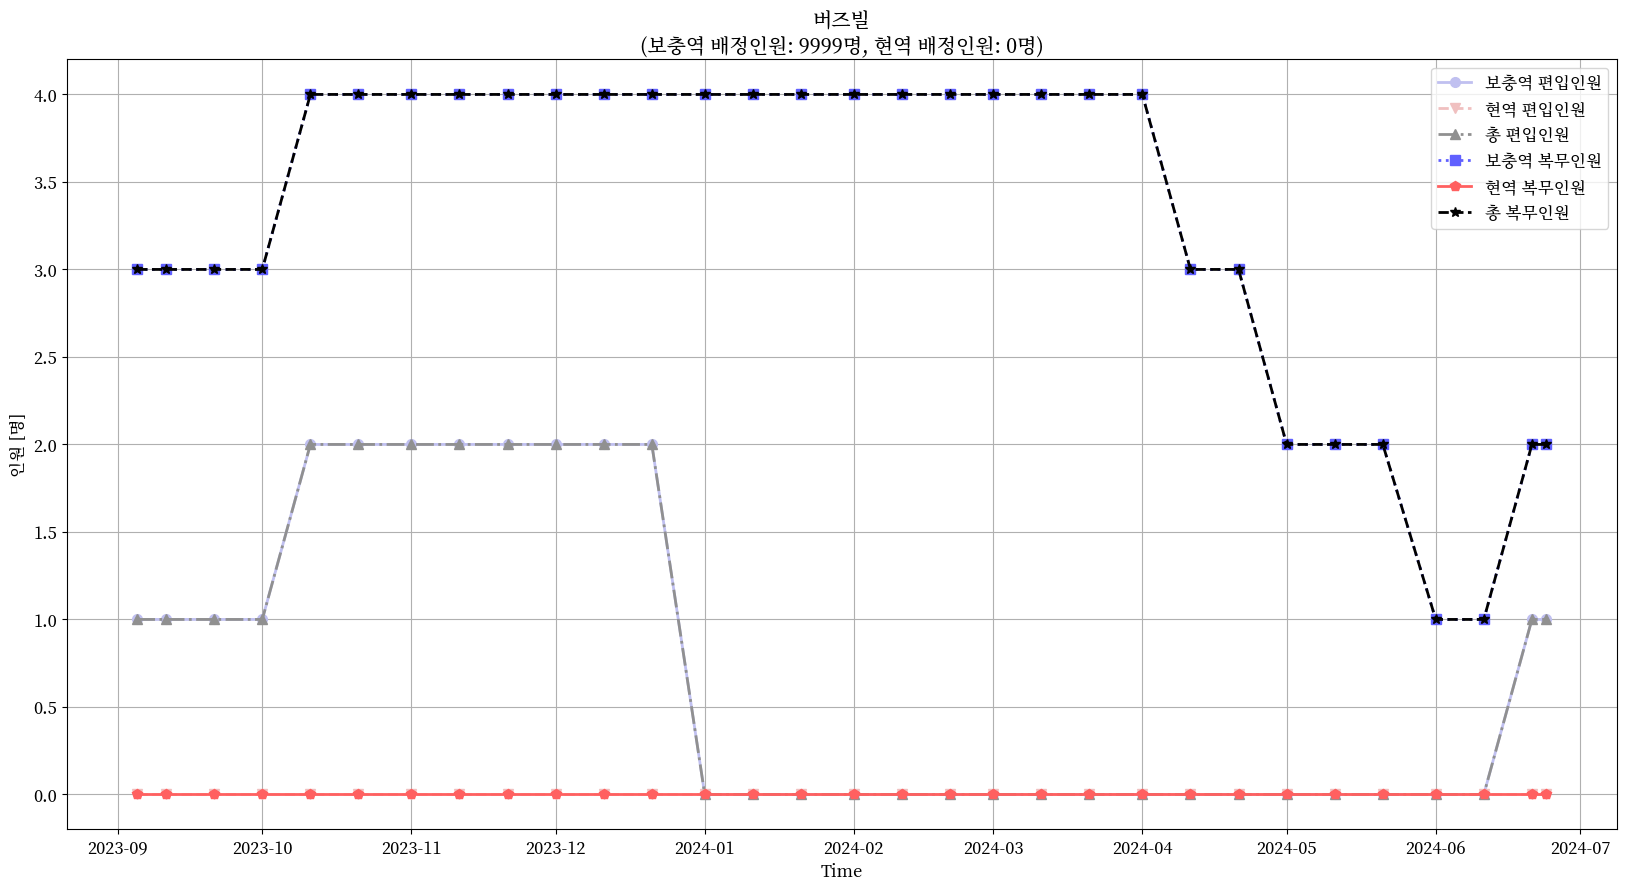 버즈빌
(보충역 배정인원: 9999명, 현역 배정인원: 0명)
보충역 편입인원
현역 편입인원
총 편입인원
보충역 복무인원
현역 복무인원
총 복무인원
인원 [명]
4.0
3.5
3.0
2.5
2.0
1.5
1.0
0.5
0.0
2023-09
2023-10
2023-11
2023-12
2024-01
2024-02
2024-03
2024-04
2024-05
2024-06
2024-07
Time